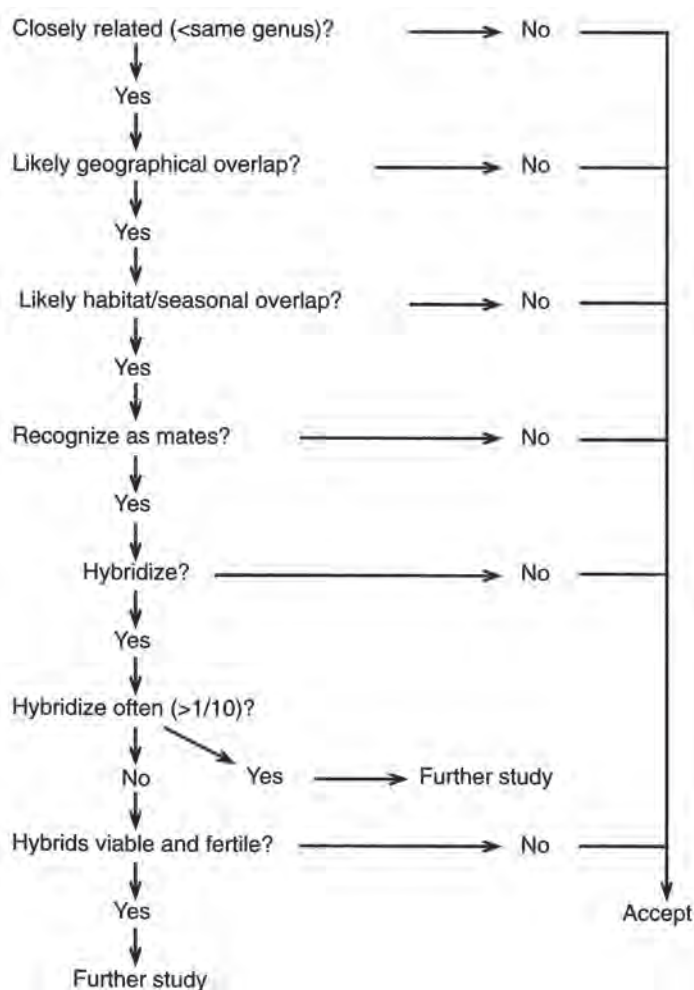 Closely related (<same genus)? No
Yes
Likely geographical overlap? No
Yes
Likely habitat/seasonal overlap? No
Yes
Recognize as mates? No
Yes
Hybridize? No
Yes
Hybridize often (>1/10)?
No Yes Further study
Hybrids viable and fertile? No
Yes Accept
Further study